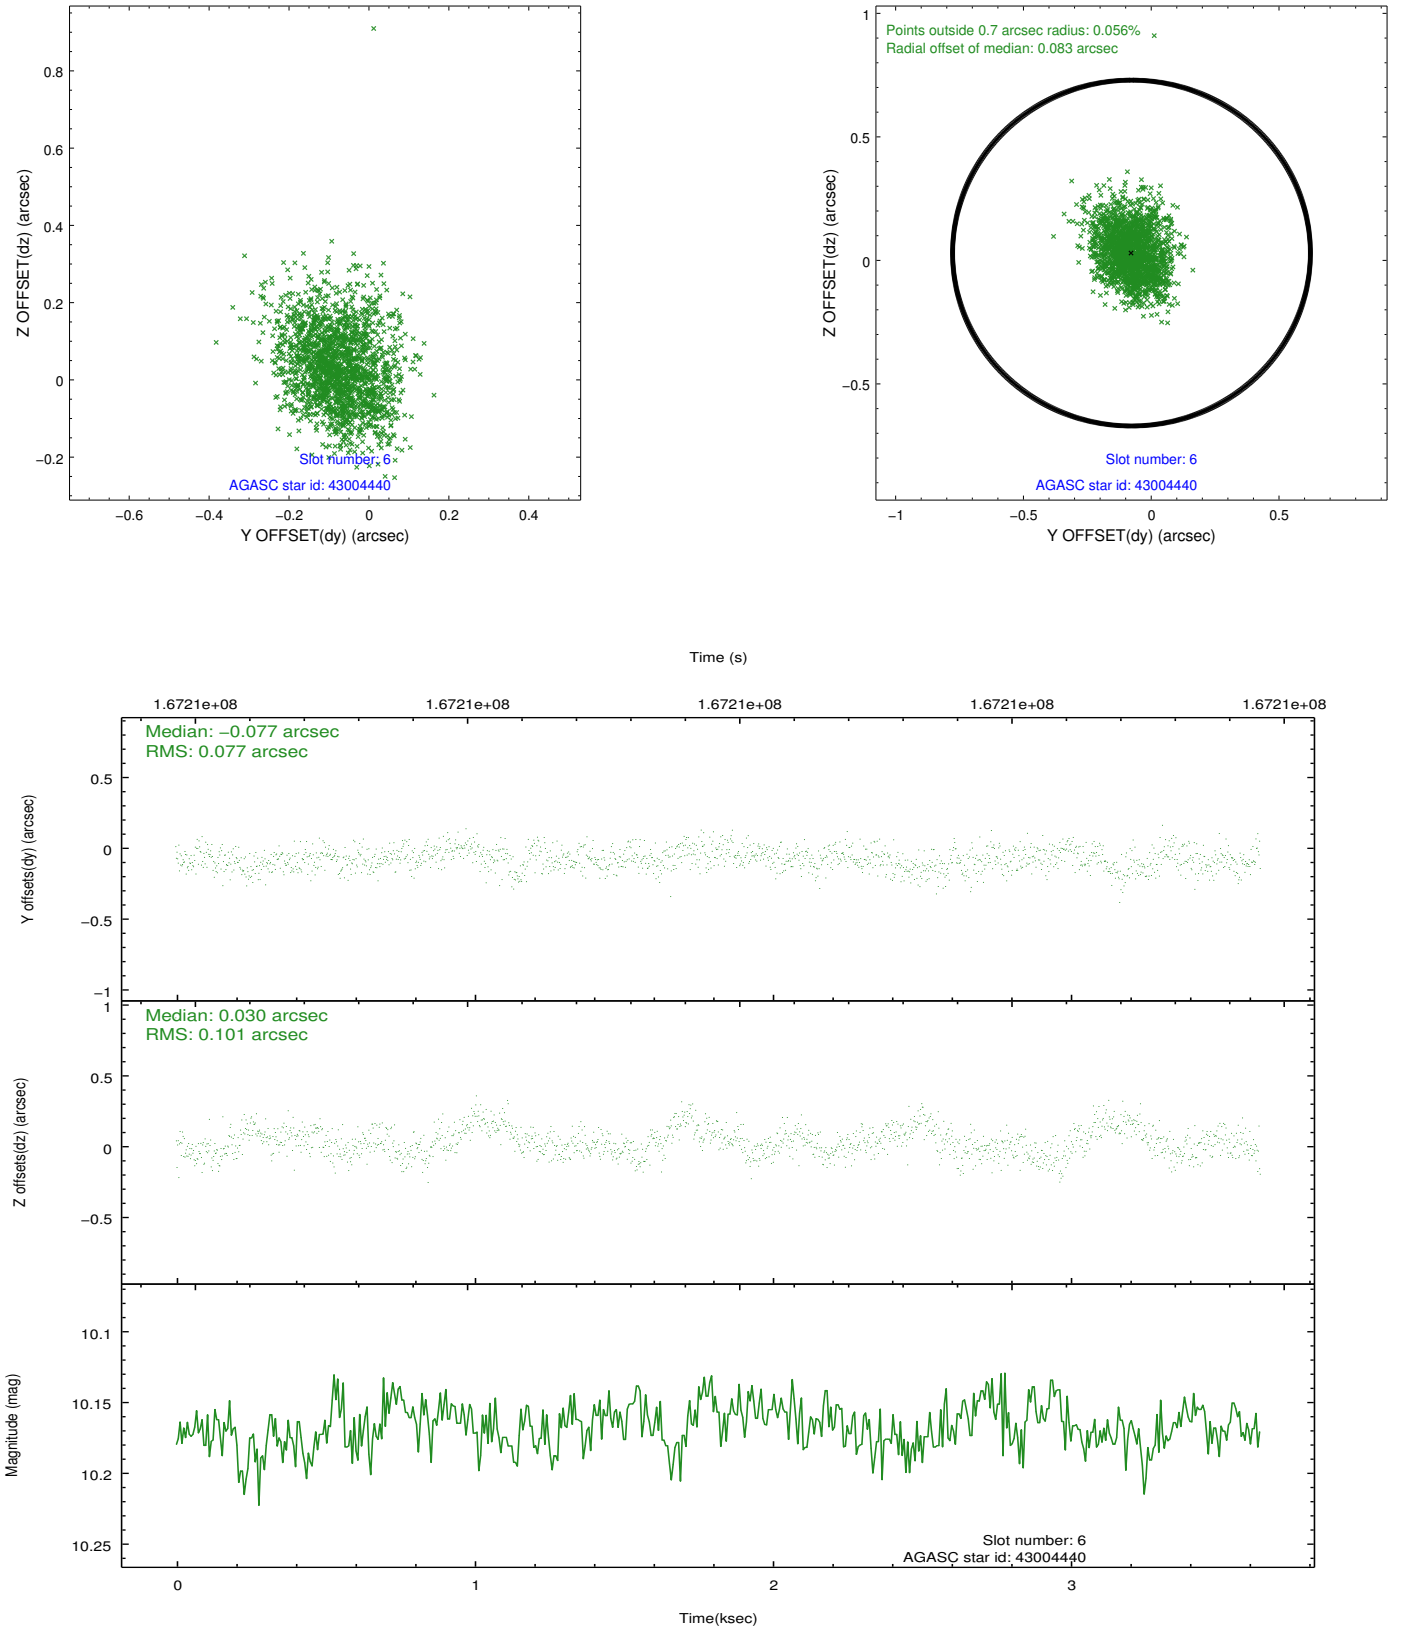 0.8
0.6
0.4
0.2
0
−0.2
Z OFFSET(dz) (arcsec)
Slot number: 6
AGASC star id: 43004440
−0.6
−0.4
−0.2
0
0.2
0.4
Y OFFSET(dy) (arcsec)
Points outside 0.7 arcsec radius: 0.056%
Radial offset of median: 0.083 arcsec
1
0.5
0
−0.5
Z OFFSET(dz) (arcsec)
Slot number: 6
AGASC star id: 43004440
−1
−0.5
0
0.5
Y OFFSET(dy) (arcsec)
Time (s)
1.6721e+08
1.6721e+08
1.6721e+08
1.6721e+08
1.6721e+08
Median: −0.077 arcsec
RMS: 0.077 arcsec
0.5
0
−0.5
−1
Y offsets(dy) (arcsec)
Median: 0.030 arcsec
RMS: 0.101 arcsec
1
0.5
0
−0.5
Z offsets(dz) (arcsec)
10.1
10.15
10.2
10.25
Magnitude (mag)
Slot number: 6
AGASC star id: 43004440
0
1
2
3
Time(ksec)